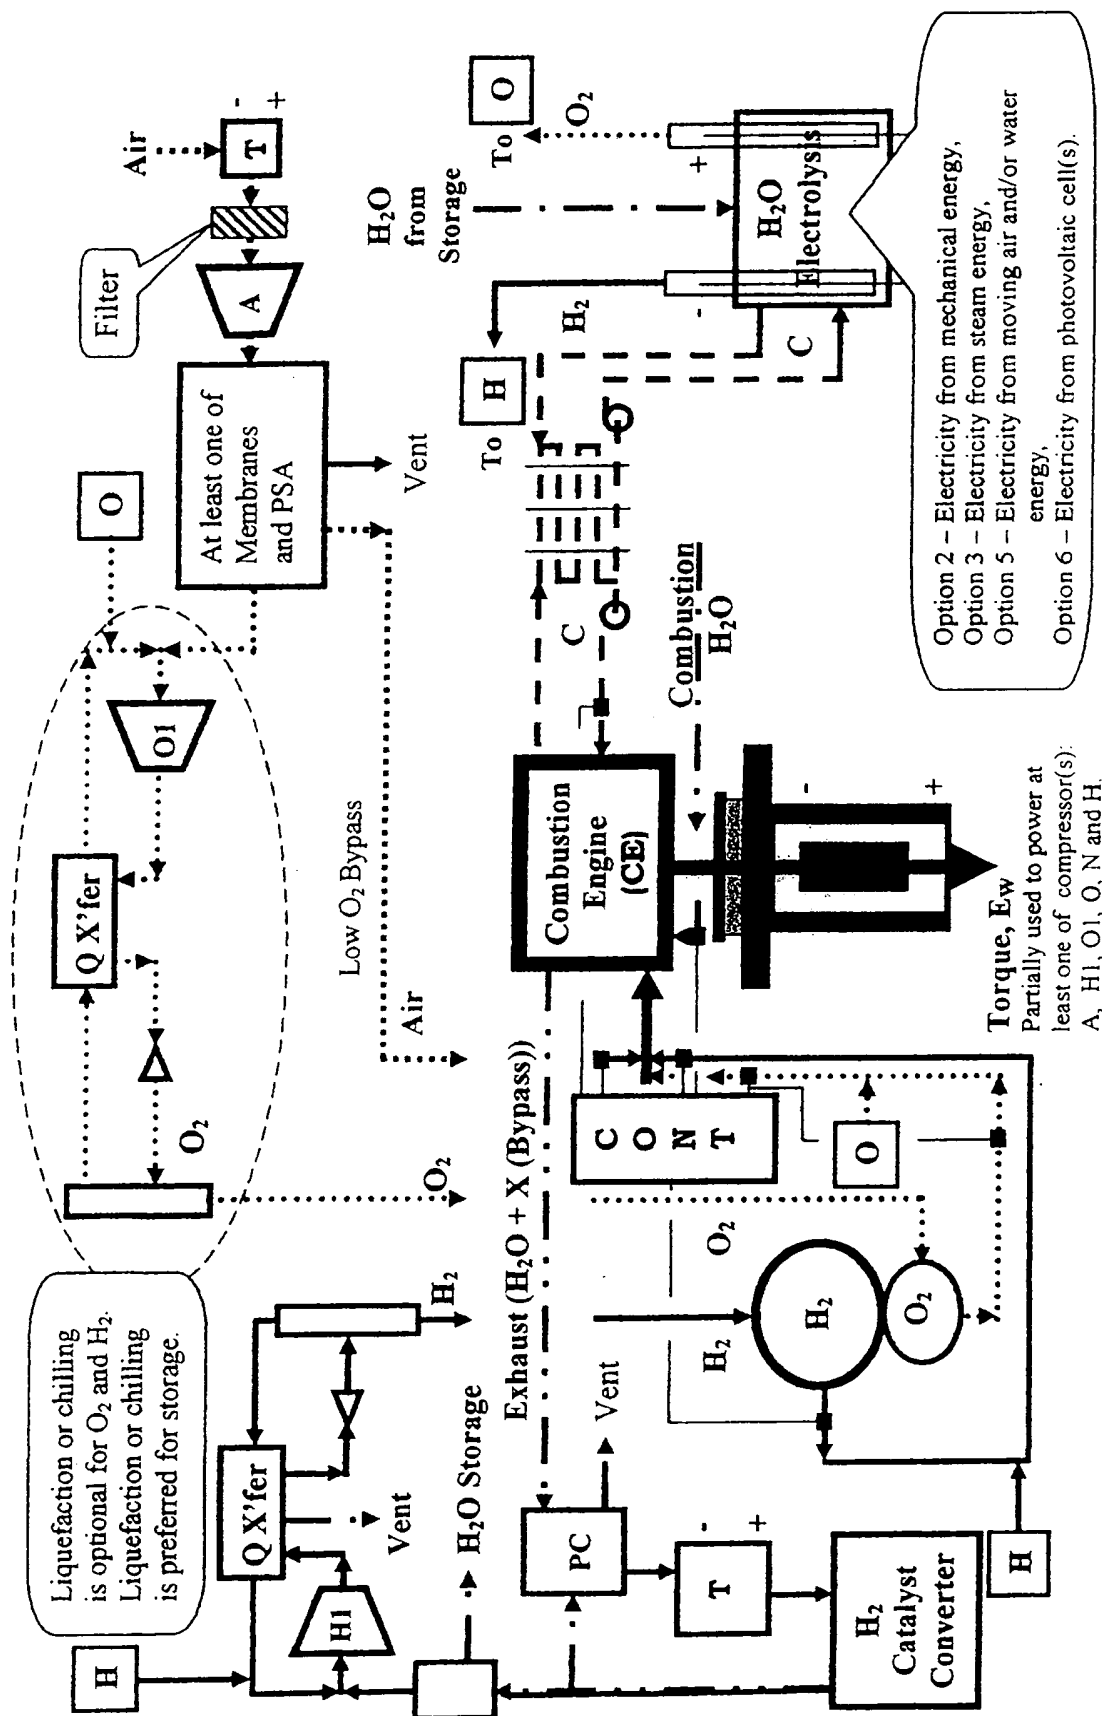 Liquefaction or chilling
is optional for O₂ and H₂.
Liquefaction or chilling
is preferred for storage.
H
H1
Q X'fer
Vent
H₂
H₂O Storage
O₂
O₂
Q X'fer
O1
O
Low O₂ Bypass
Air
At least one of
Membranes
and PSA
Vent
A
Filter
Air
T
-
+
Exhaust (H₂O + X (Bypass))
PC
Vent
T
-
+
H₂
Catalyst
Converter
H
H₂
H₂
O₂
O₂
C
O
N
T
O
Combustion
Engine
(CE)
C
Combustion
H₂O
-
+
Torque, Ew
Partially used to power at
least one of compressor(s):
A, H1, O1, O, N and H.
To
H
H₂
H₂O
from
Storage
To
O
O₂
-
+
C
H₂O
Electrolysis
Option 2 – Electricity from mechanical energy,
Option 3 – Electricity from steam energy,
Option 5 – Electricity from moving air and/or water
energy,
Option 6 – Electricity from photovoltaic cell(s).